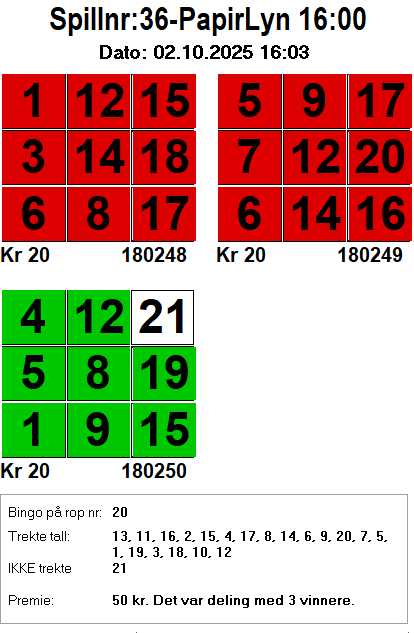 Spillnr:36-PapirLyn 16:00
Dato: 02.10.2025 16:03
1 12 15 5 9 17
3 14 18 7 12 20
6 8 17 6 14 16
Kr 20 180248 Kr 20 180249
4 12 21
5 8 19
1 9 15
Kr 20 180250
Bingo på rop nr: 20
Trekte tall: 13, 11, 16, 2, 15, 4, 17, 8, 14, 6, 9, 20, 7, 5,
1, 19, 3, 18, 10, 12
IKKE trekte 21
Premie: 50 kr. Det var deling med 3 vinnere.